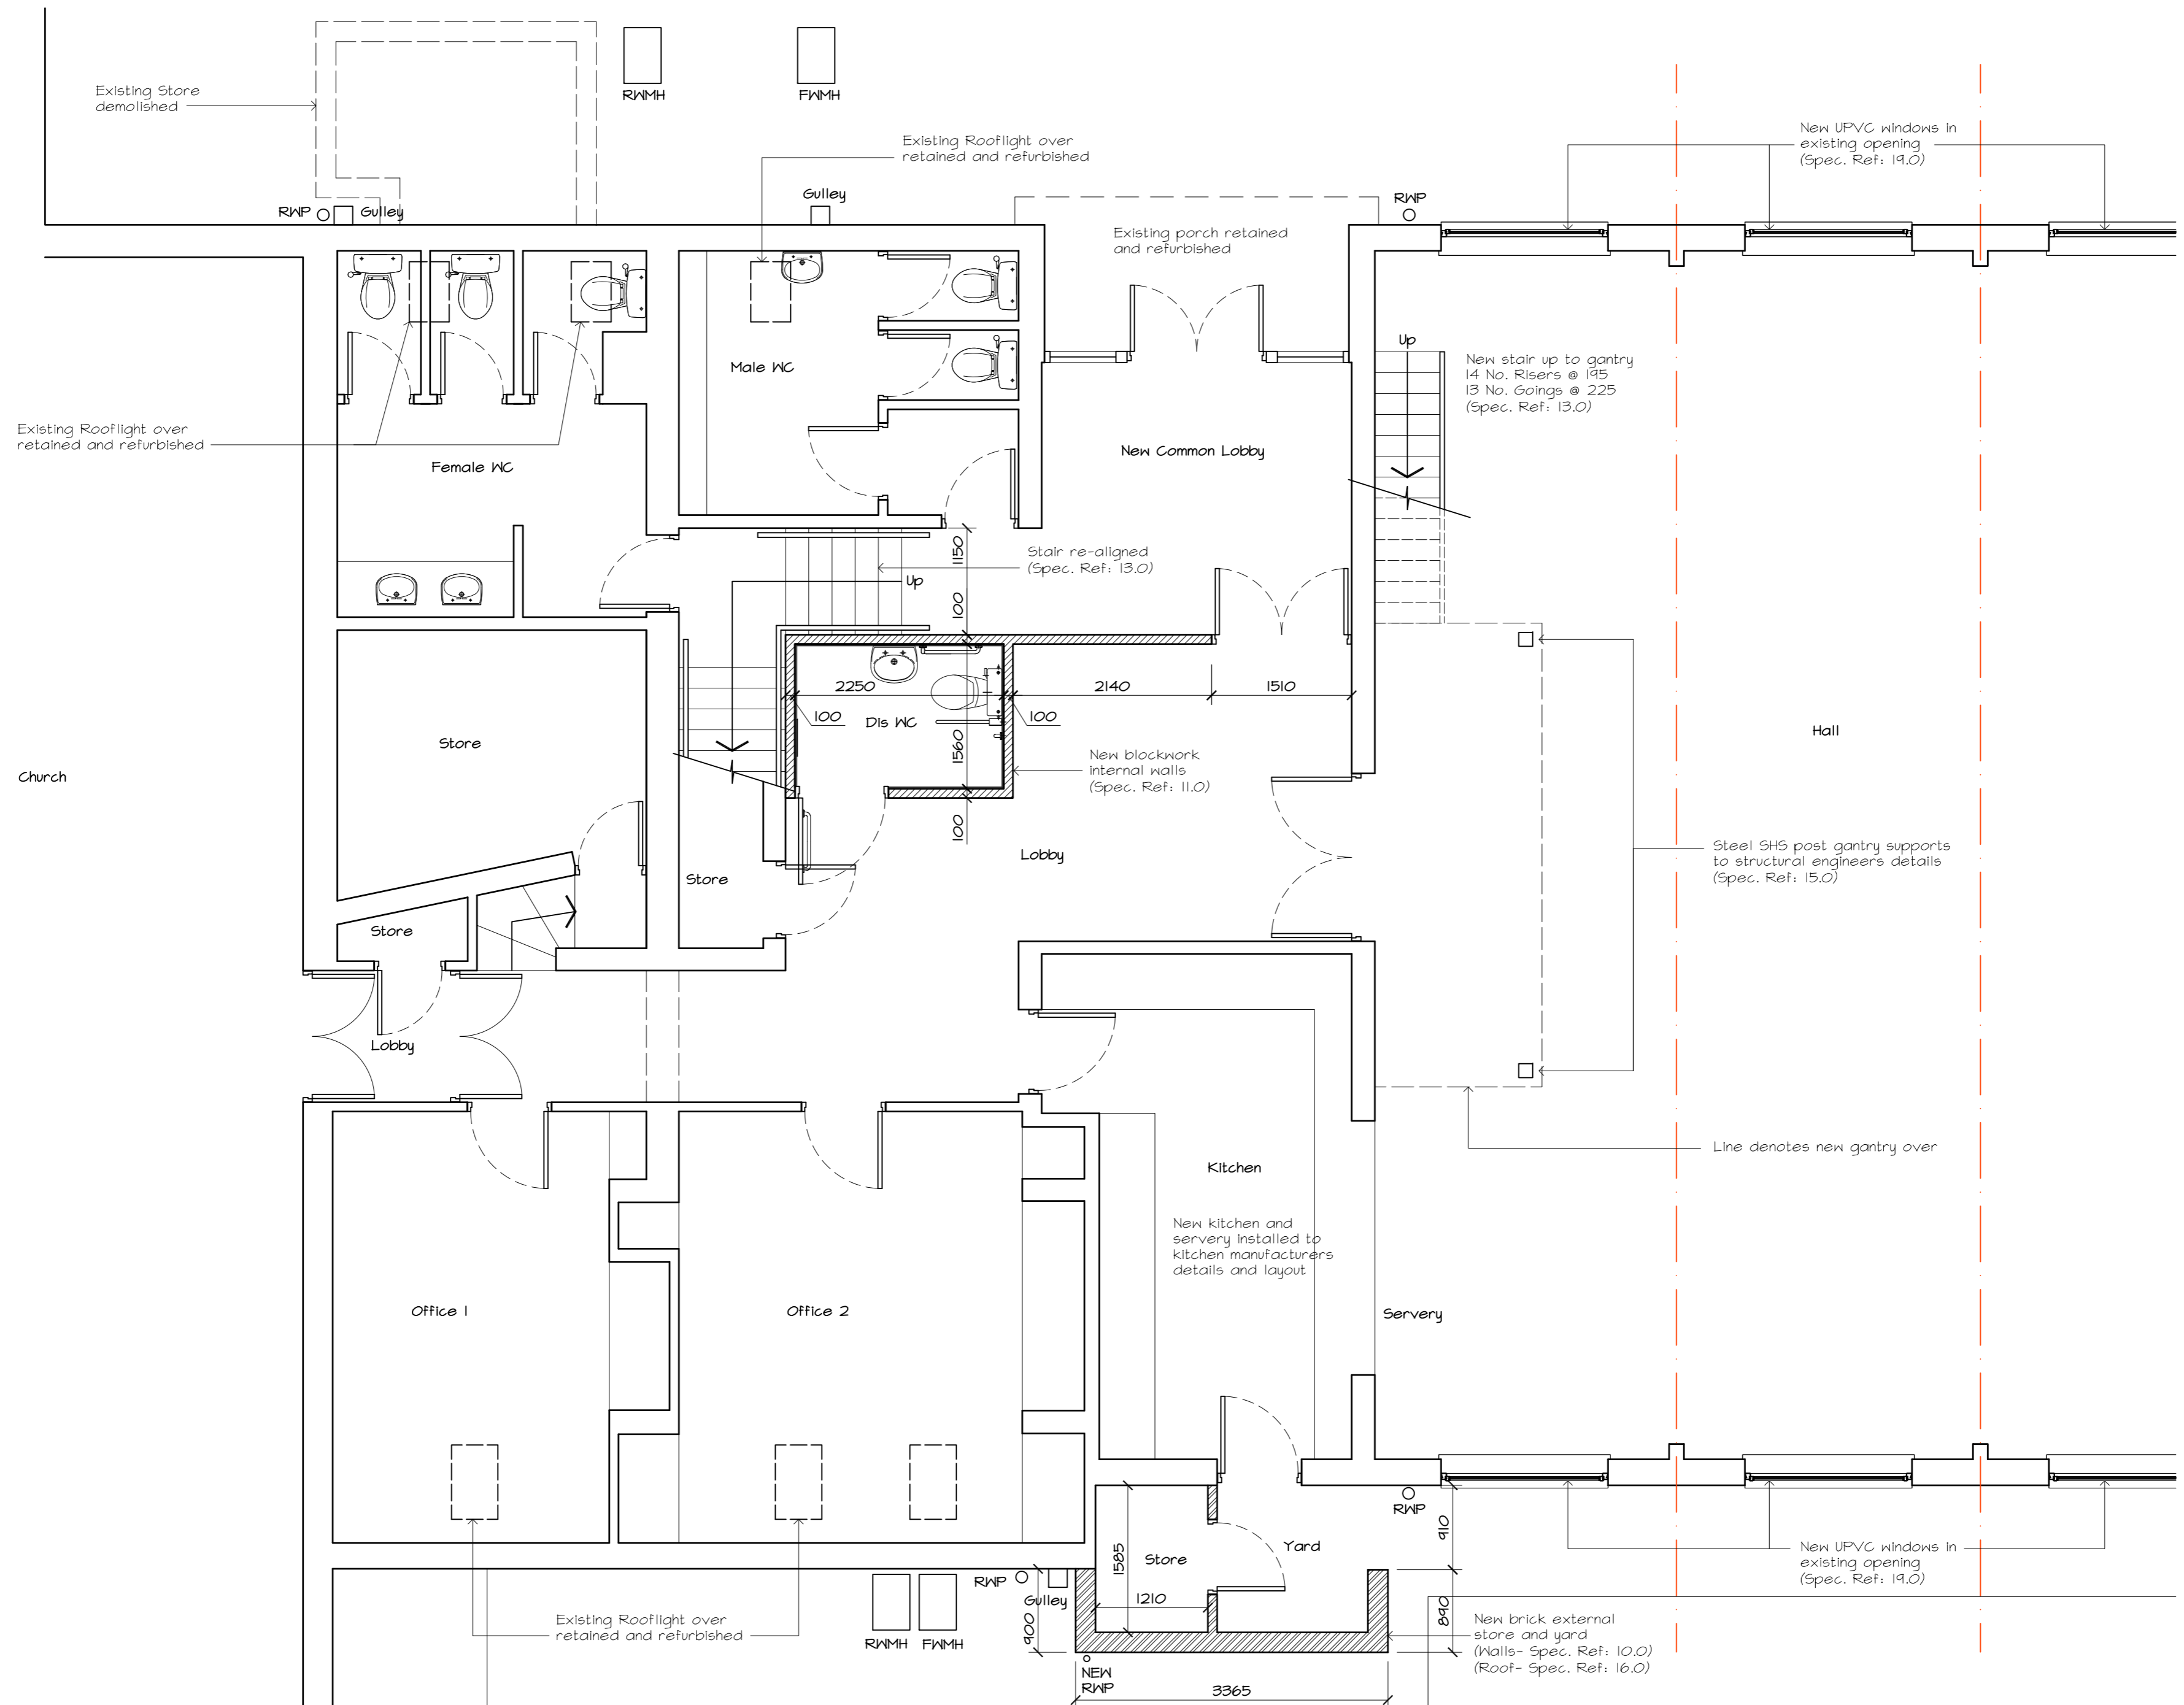 RWMH
FWMH
Existing Store
demolished
Existing Rooflight over
retained and refurbished
New UPVC windows in
existing opening
(Spec. Ref: 19.0)
RWP
Gulley
Gulley
RWP
Existing porch retained
and refurbished
Up
New stair up to gantry
14 No. Risers @ 195
13 No. Goings @ 225
(Spec. Ref: 13.0)
Male WC
Existing Rooflight over
retained and refurbished
Female WC
New Common Lobby
1150
Stair re-aligned
(Spec. Ref: 13.0)
Up
100
2250
2140
1510
100
Dis WC
100
1560
New blockwork
internal walls
(Spec. Ref: 11.0)
100
Hall
Store
Church
Lobby
Steel SHS post gantry supports
to structural engineers details
(Spec. Ref: 15.0)
Store
Store
Lobby
Line denotes new gantry over
Kitchen
New kitchen and
servery installed to
kitchen manufacturers
details and layout
Office 1
Office 2
Servery
RWP
910
New UPVC windows in
existing opening
(Spec. Ref: 19.0)
1585
Store
Yard
RWP
Gulley
1210
890
900
Existing Rooflight over
retained and refurbished
RWMH
FWMH
New brick external
store and yard
(Walls- Spec. Ref: 10.0)
(Roof- Spec. Ref: 16.0)
NEW
RWP
3365